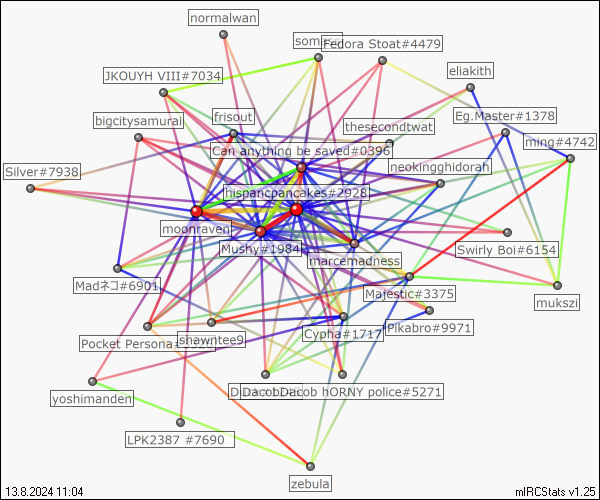 normalwan
somi
Fedora Stoat#4479
eliakith
JKOUYH VIII#7034
bigcitysamurai
frisout
thesecondtwat
Eg.Master#1378
ming#4742
Can anything be saved#0396
neokingghidorah
Silver#7938
hispancpancakes#2928
moonraven
Mushy#1984
marcemadness
Swirly Boi#6154
Madネコ#6901
Majestic#3375
mukszi
Pocket Persona
shawntee9
Cypha#1717
Pikabro#9971
Dacob hORNY police#5271
yoshimanden
LPK2387 #7690
zebula
13.8.2024 11:04
mIRCStats v1.25